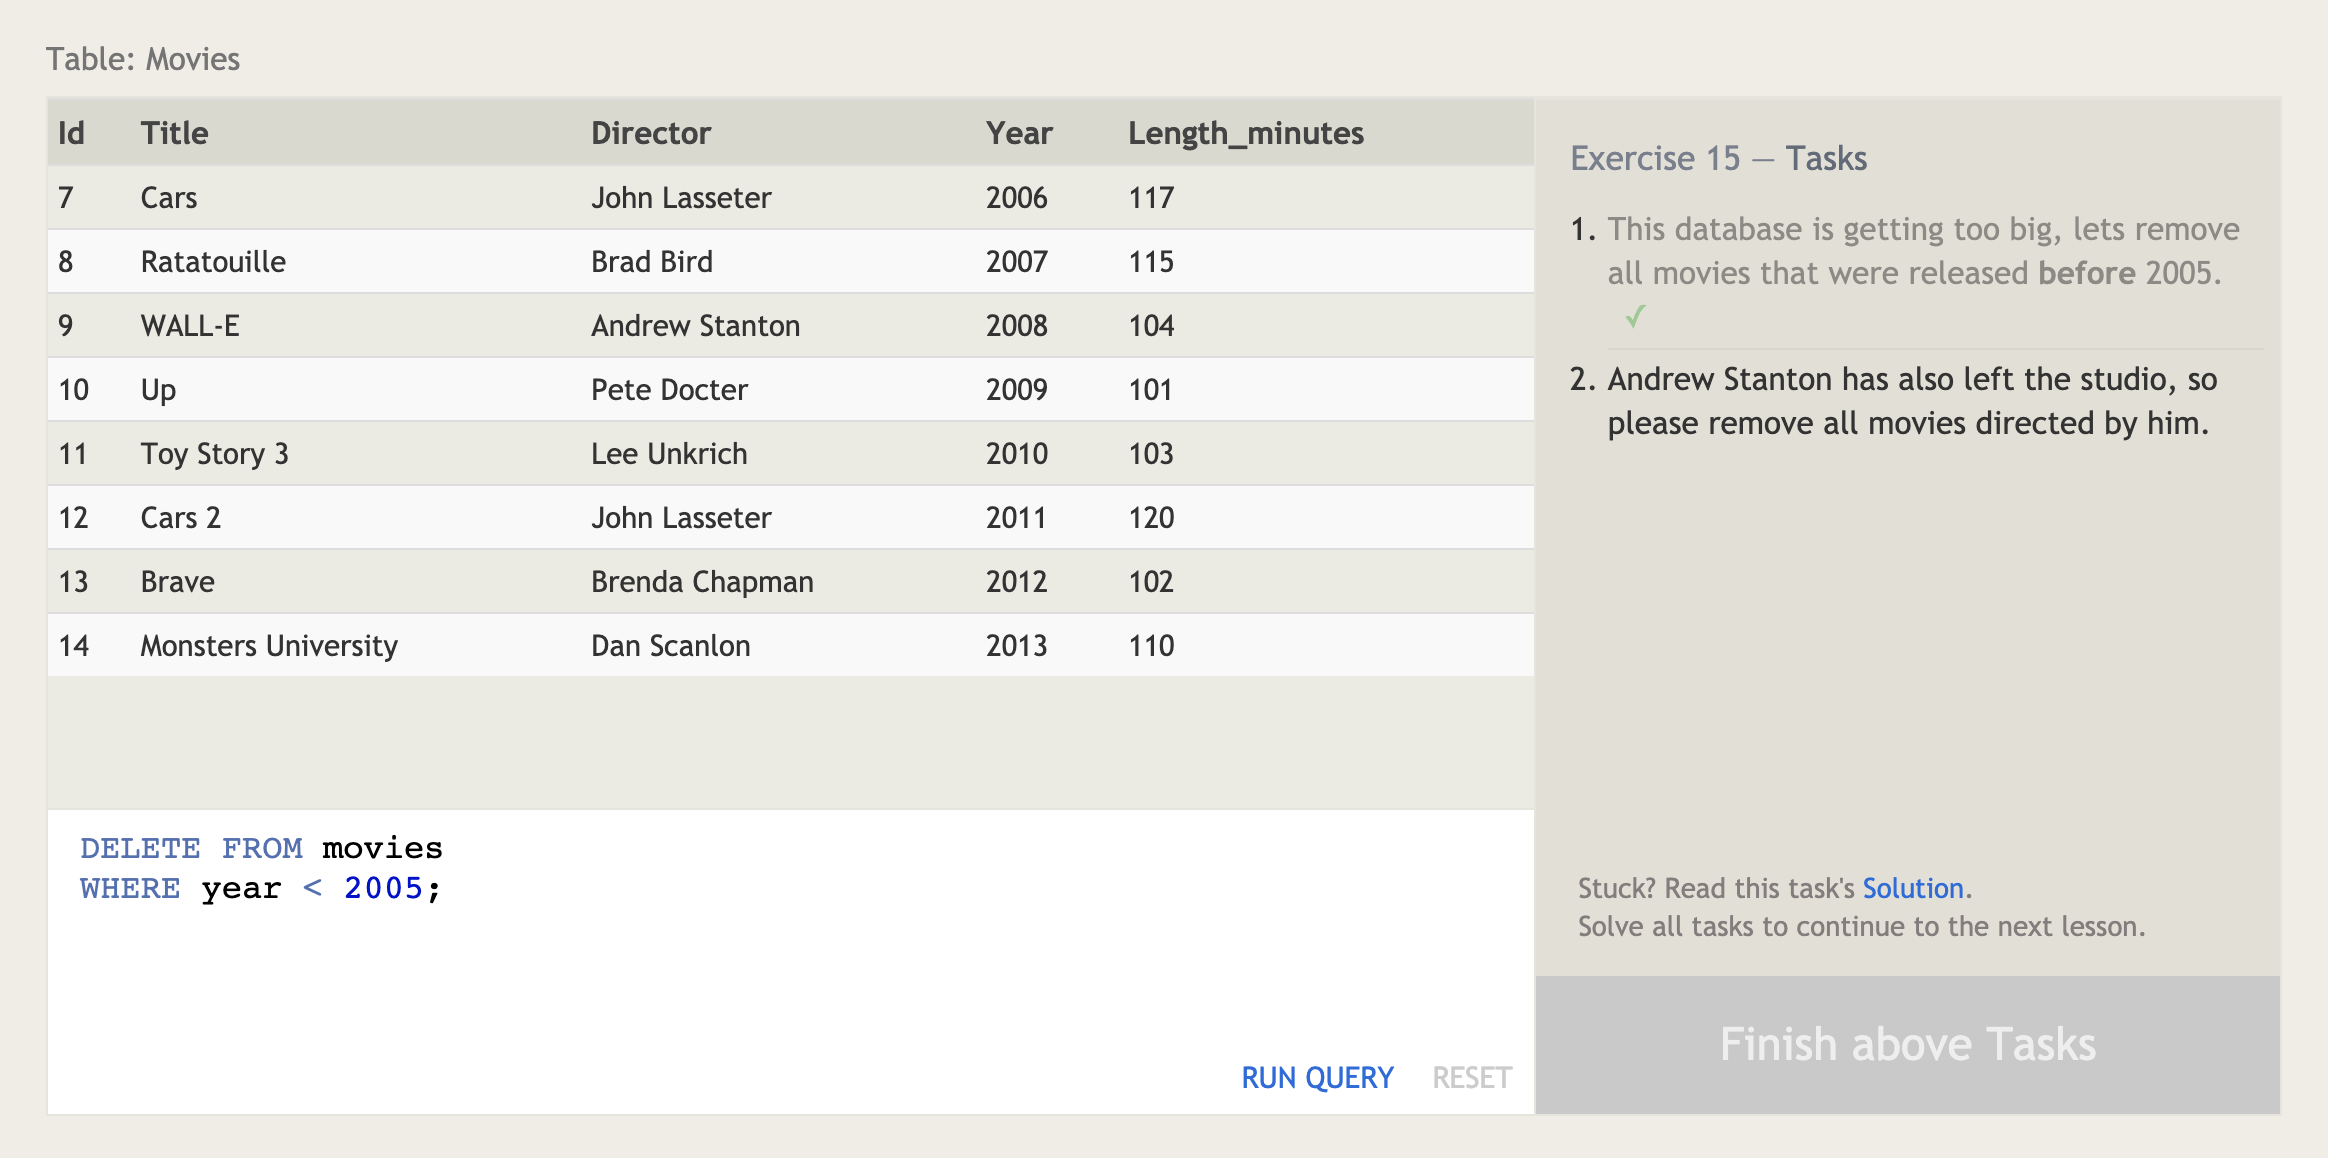 Table: Movies
Id Title Director Year Length_minutes
7 Cars John Lasseter 2006 117
8 Ratatouille Brad Bird 2007 115
9 WALL-E Andrew Stanton 2008 104
10 Up Pete Docter 2009 101
11 Toy Story 3 Lee Unkrich 2010 103
12 Cars 2 John Lasseter 2011 120
13 Brave Brenda Chapman 2012 102
14 Monsters University Dan Scanlon 2013 110
DELETE FROM movies
WHERE year < 2005;
RUN QUERY RESET
Exercise 15 — Tasks
1. This database is getting too big, lets remove
all movies that were released before 2005.
✓
2. Andrew Stanton has also left the studio, so
please remove all movies directed by him.
Stuck? Read this task's Solution.
Solve all tasks to continue to the next lesson.
Finish above Tasks